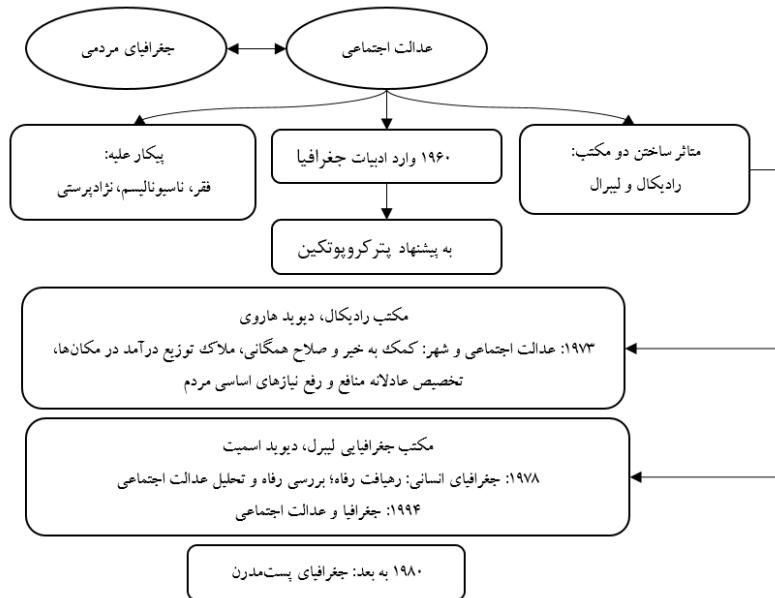 عدالت اجتماعی
جغرافیای مردمی
متاثر ساختن دو مکتب:
رادیکال و لیبرال
۱۹۶۰ وارد ادبیات جغرافیا
پیکار علیه:
فقر، ناسیونالیسم، نژادپرستی
به پیشنهاد پترکروپوتکین
مکتب رادیکال، دیوید هاروی
۱۹۷۳: عدالت اجتماعی و شهر: کمک به خیر و صلاح همگانی، ملاک توزیع درآمد در مکان‌ها،
تخصیص عادلانه منافع و رفع نیازهای اساسی مردم
مکتب جغرافیایی لیبرل، دیوید اسمیت
۱۹۷۸: جغرافیای انسانی: رهیافت رفاه؛ بررسی رفاه و تحلیل عدالت اجتماعی
۱۹۹۴: جغرافیا و عدالت اجتماعی
۱۹۸۰ به بعد: جغرافیای پست‌مدرن